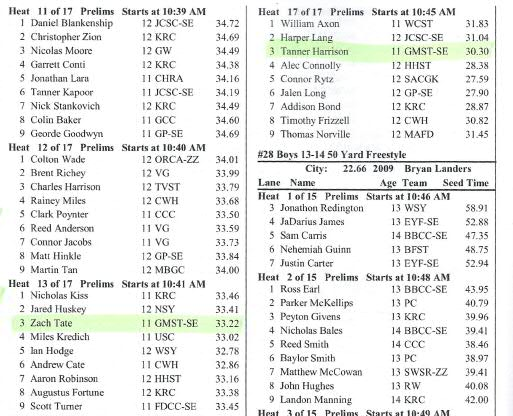 Heat 11 of 17 Prelims Starts at 10:39 AM
1 Daniel Blankenship 12 JCSC-SE 34.72
2 Christopher Zion 12 KRC 34.69
3 Nicolas Moore 12 GW 34.49
4 Garrett Conti 12 KRC 34.38
5 Jonathan Lara 11 CHRA 34.16
6 Tanner Kapoor 11 JCSC-SE 34.19
7 Nick Stankovich 12 KRC 34.49
8 Colin Baker 11 GCC 34.60
9 George Goodwyn 11 GP-SE 34.69
Heat 12 of 17 Prelims Starts at 10:40 AM
1 Colton Wade 12 ORCA-ZZ 34.01
2 Brent Richey 12 VG 33.99
3 Charles Harrison 12 TVST 33.79
4 Rainey Miles 12 CWH 33.68
5 Clark Poynter 11 CCC 33.50
6 Reed Anderson 11 VG 33.59
7 Connor Jacobs 11 VG 33.73
8 Matt Hinkle 12 GP-SE 33.84
9 Martin Tan 12 MBGC 34.00
Heat 13 of 17 Prelims Starts at 10:41 AM
1 Nicholas Kiss 11 KRC 33.46
2 Jared Huskey 12 NSY 33.41
3 Zach Tate 11 GMST-SE 33.22
4 Miles Kredich 11 USC 33.02
5 Ian Hodge 12 WSY 32.78
6 Andrew Cate 11 CWH 32.86
7 Aaron Robinson 12 HHST 33.16
8 Augustus Fortune 12 KRC 33.38
9 Scott Turner 11 FDCC-SE 33.45
Heat 17 of 17 Prelims Starts at 10:45 AM
1 William Axon 11 WCST 31.83
2 Harper Lang 12 JCSC-SE 31.04
3 Tanner Harrison 11 GMST-SE 30.30
4 Alec Connolly 12 HHST 28.38
5 Connor Rytz 12 SACGK 27.59
6 Jalen Long 12 GP-SE 27.90
7 Addison Bond 12 KRC 28.87
8 Timothy Frizzell 12 CWH 30.82
9 Thomas Norville 12 MAFD 31.45
#28 Boys 13-14 50 Yard Freestyle
City: 22.66 2009 Bryan Landers
Lane Name Age Team Seed Time
Heat 1 of 15 Prelims Starts at 10:46 AM
3 Jonathon Redington 13 WSY 58.91
4 JaDarius James 13 EYF-SE 52.88
5 Sam Carris 14 BBCC-SE 47.35
6 Nehemiah Guinn 13 BFST 48.75
7 Justin Carter 13 EYF-SE 52.94
Heat 2 of 15 Prelims Starts at 10:48 AM
1 Ross Earl 13 BBCC-SE 43.95
2 Parker McKellips 13 PC 40.79
3 Peyton Givens 13 KRC 39.96
4 Nicholas Bales 14 BBCC-SE 39.41
5 Reed Smith 14 CCC 38.46
6 Baylor Smith 13 PC 38.97
7 Matthew McCowan 13 SWSR-ZZ 39.41
8 John Hughes 13 RW 40.08
9 Landon Manning 14 KRC 42.00
Heat 3 of 15 Prelims Starts at 10:49 AM